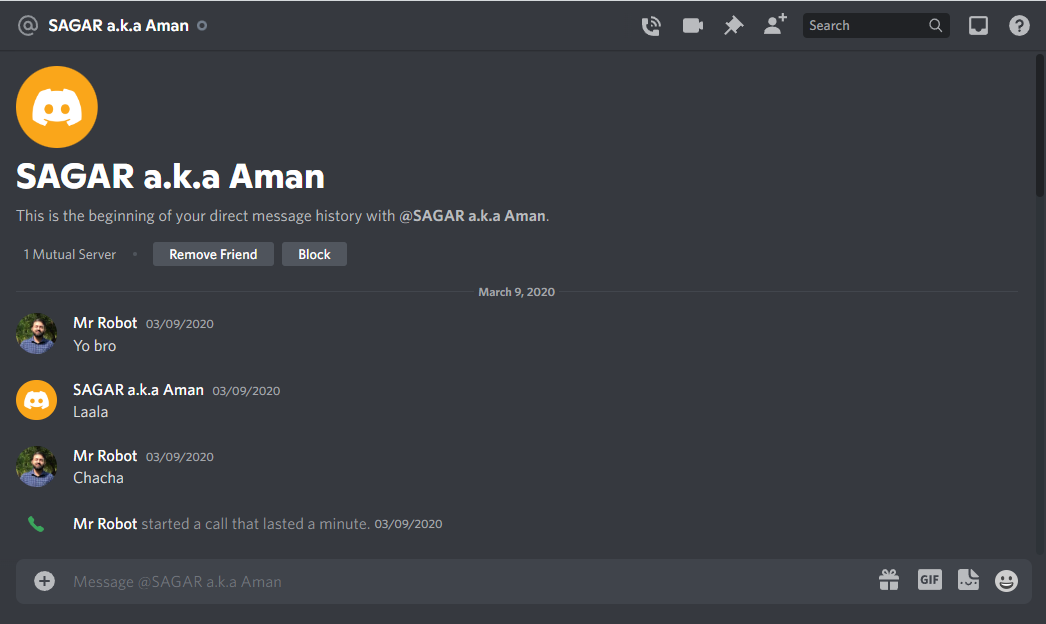 @ SAGAR a.k.a Aman
Search
SAGAR a.k.a Aman
This is the beginning of your direct message history with @SAGAR a.k.a Aman.
1 Mutual Server • Remove Friend Block
March 9, 2020
Mr Robot 03/09/2020
Yo bro
SAGAR a.k.a Aman 03/09/2020
Laala
Mr Robot 03/09/2020
Chacha
Mr Robot started a call that lasted a minute. 03/09/2020
Message @SAGAR a.k.a Aman
GIF